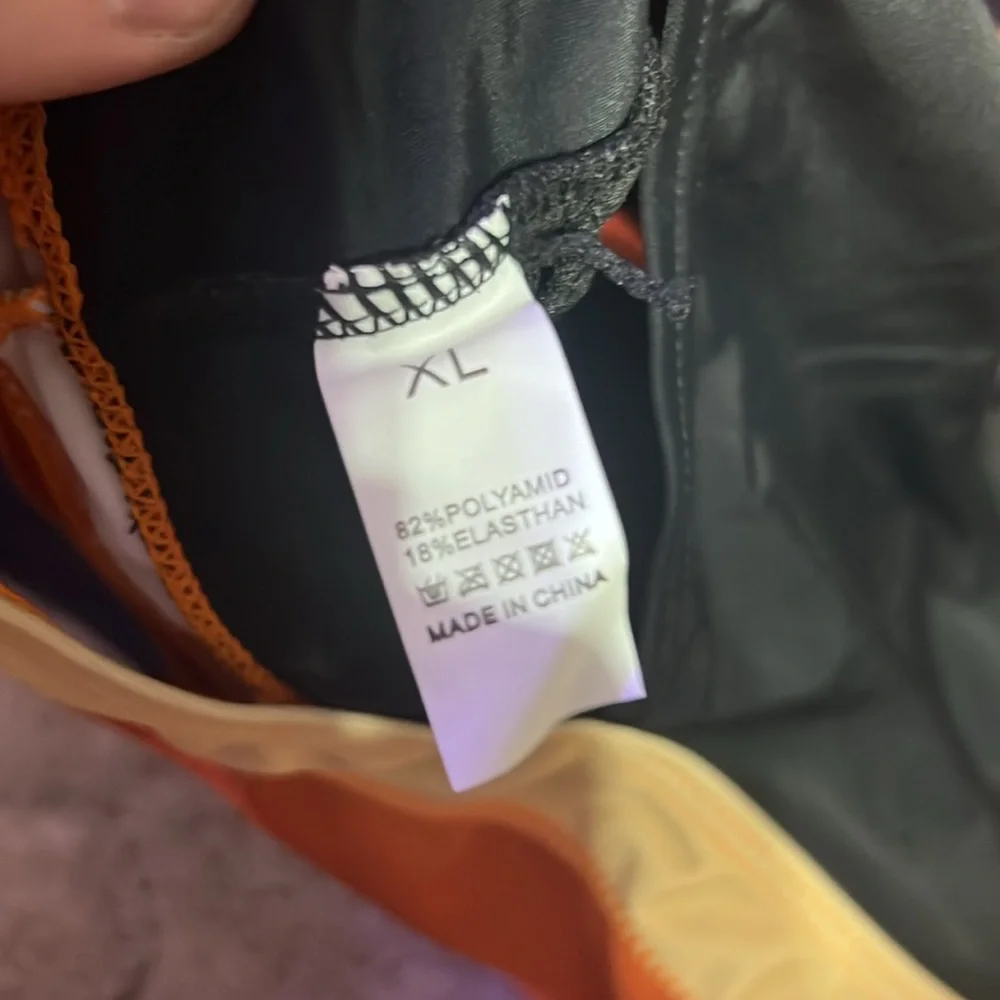 XL
82%POLYAMID
18%ELASTHAN
MADE IN CHINA